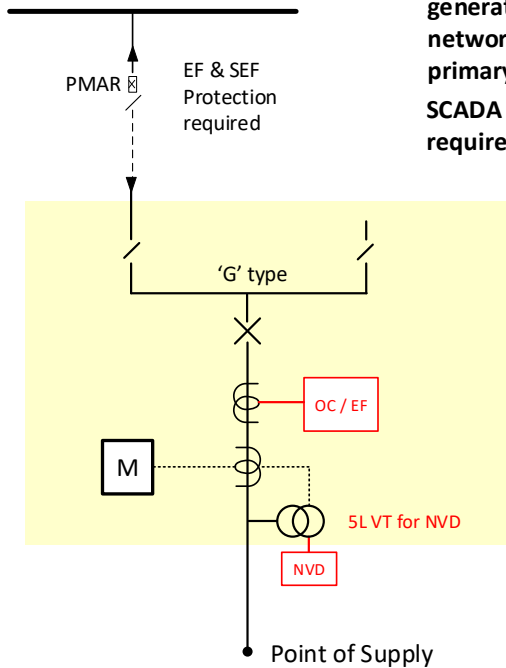 generat
network
primary
SCADA
require
PMAR
EF & SEF
Protection
required
‘G’ type
OC / EF
M
5L VT for NVD
NVD
Point of Supply